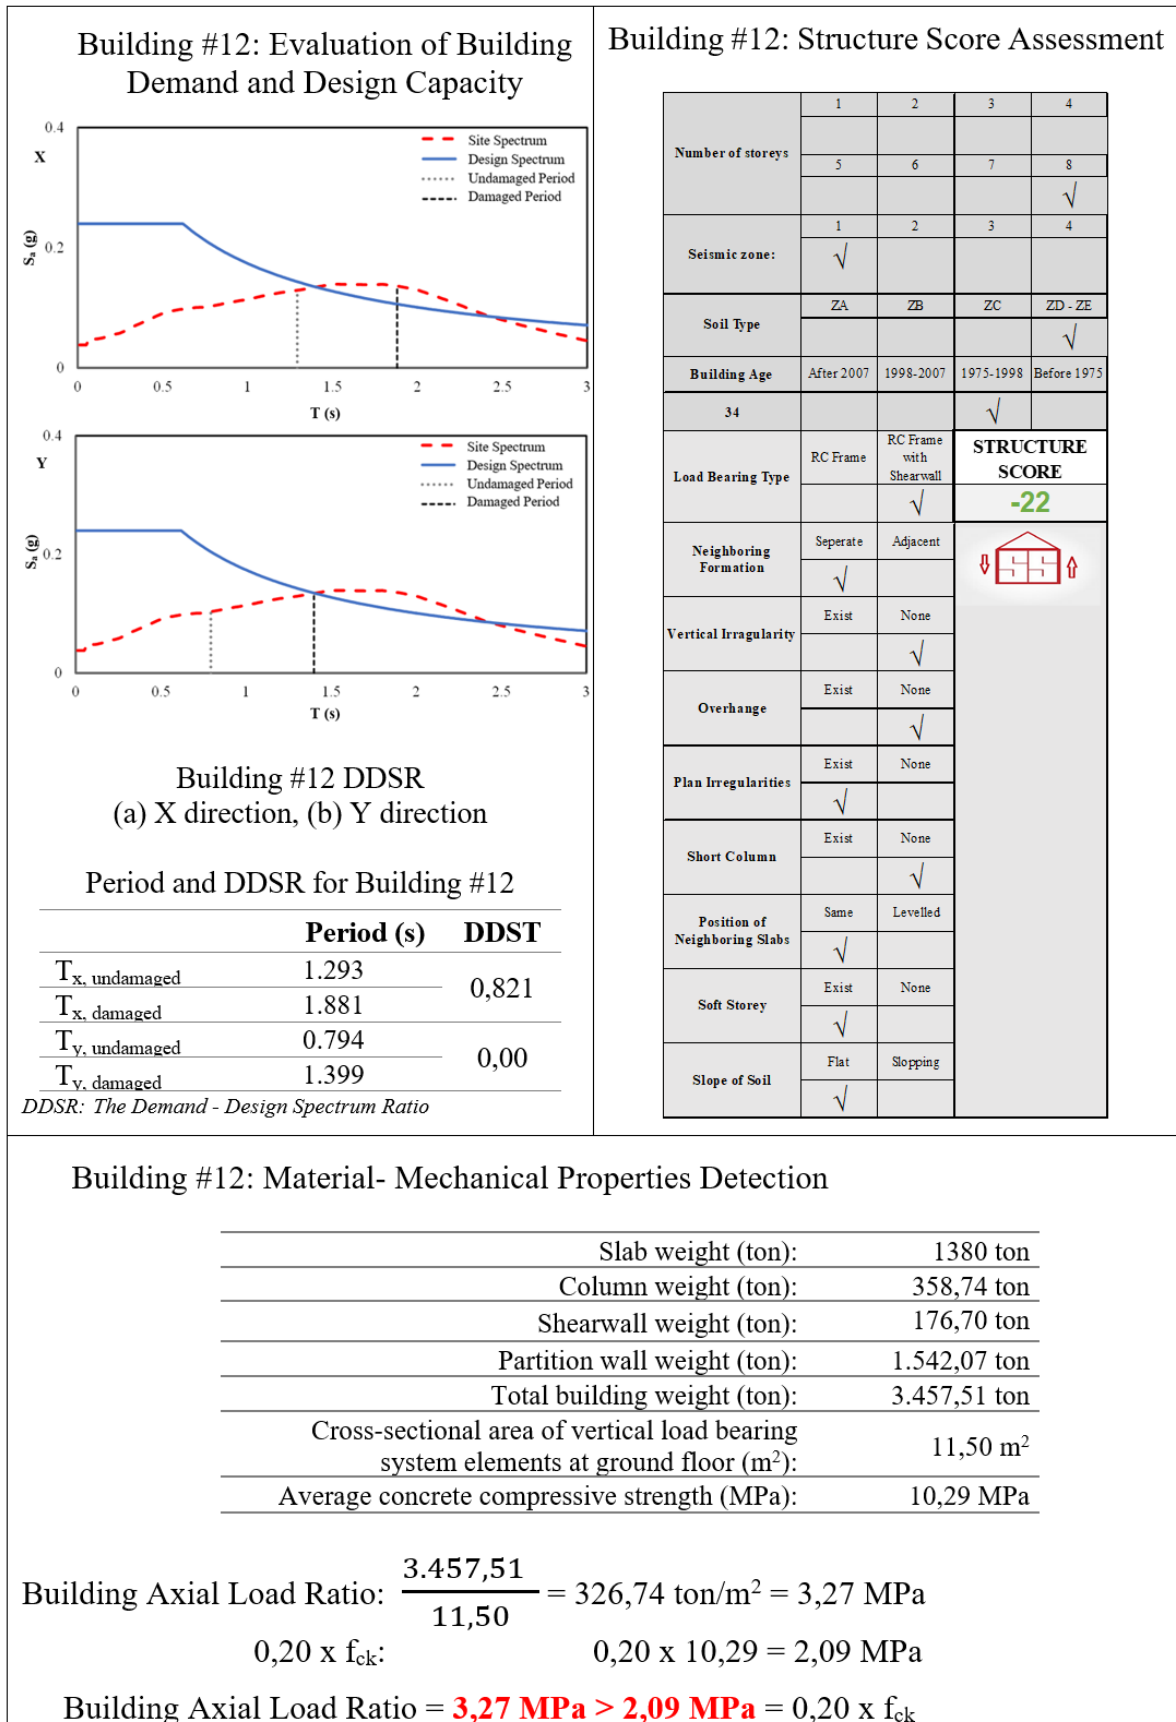 Building #12: Evaluation of Building
Demand and Design Capacity
0.4
X
Site Spectrum
Design Spectrum
Undamaged Period
Damaged Period
Sa (g)
0.2
0
0
0.5
1
1.5
2
2.5
3
T (s)
0.4
Y
Site Spectrum
Design Spectrum
Undamaged Period
Damaged Period
Sa (g)
0.2
0
0
0.5
1
1.5
2
2.5
3
T (s)
Building #12 DDSR
(a) X direction, (b) Y direction
Period and DDSR for Building #12
Period (s) DDST
Tx, undamaged 1.293 0,821
Tx, damaged 1.881
Ty, undamaged 0.794 0,00
Ty, damaged 1.399
DDSR: The Demand - Design Spectrum Ratio
Building #12: Structure Score Assessment
Number of storeys
1 2 3 4
5 6 7 8
√
Seismic zone:
1 2 3 4
√
Soil Type
ZA ZB ZC ZD - ZE
√
Building Age After 2007 1998-2007 1975-1998 Before 1975
34 √
Load Bearing Type
RC Frame
RC Frame
with
Shearwall
√
STRUCTURE
SCORE
-22
Neighboring
Formation
Seperate Adjacent
√
Vertical Irragularity
Exist None
√
Overhange
Exist None
√
Plan Irregularities
Exist None
√
Short Column
Exist None
√
Position of
Neighboring Slabs
Same Levelled
√
Soft Storey
Exist None
√
Slope of Soil
Flat Slopping
√
Building #12: Material- Mechanical Properties Detection
Slab weight (ton): 1380 ton
Column weight (ton): 358,74 ton
Shearwall weight (ton): 176,70 ton
Partition wall weight (ton): 1.542,07 ton
Total building weight (ton): 3.457,51 ton
Cross-sectional area of vertical load bearing
system elements at ground floor (m²): 11,50 m²
Average concrete compressive strength (MPa): 10,29 MPa
Building Axial Load Ratio: 3.457,51 / 11,50 = 326,74 ton/m² = 3,27 MPa
0,20 x fck: 0,20 x 10,29 = 2,09 MPa
Building Axial Load Ratio = 3,27 MPa > 2,09 MPa = 0,20 x fck